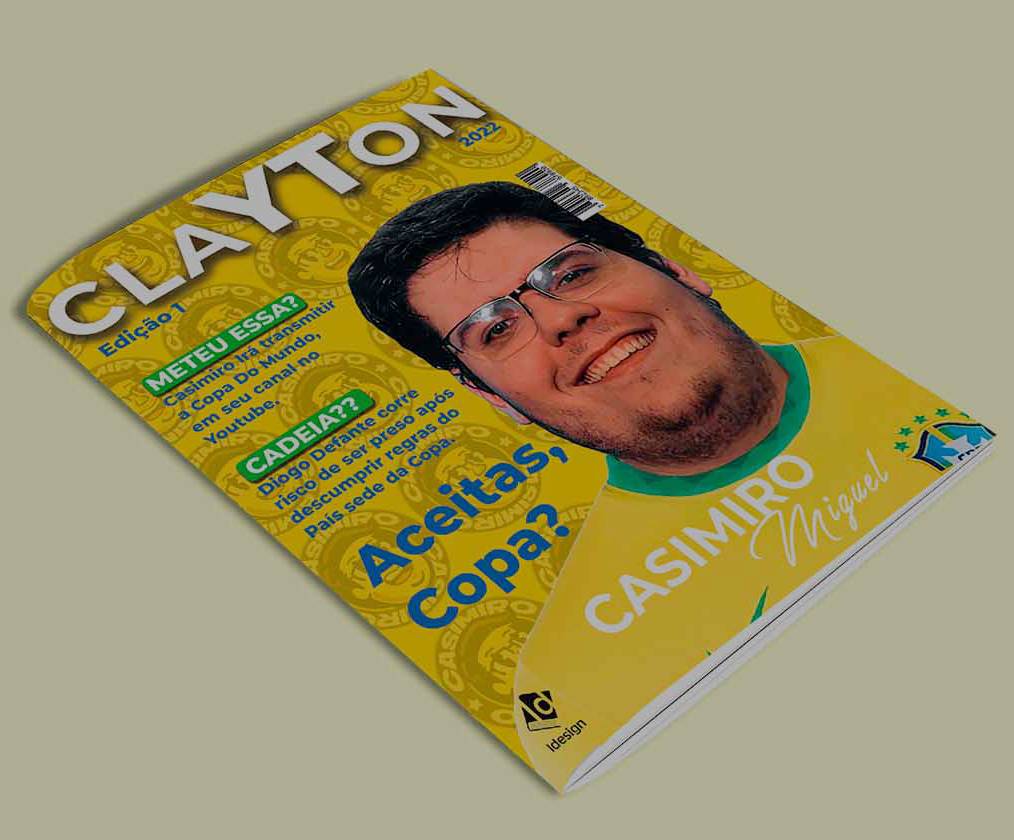 CLAYTON
2022
Edição 1
METEU ESSA?
Casimiro irá transmitir
a Copa Do Mundo,
em seu canal no
Youtube.
CADEIA??
Diogo Defante corre
risco de ser preso após
descumprir regras do
País sede da Copa.
Aceitas,
Copa?
CASIMIRO
Miguel
Id
Idesign
CASIMIRO